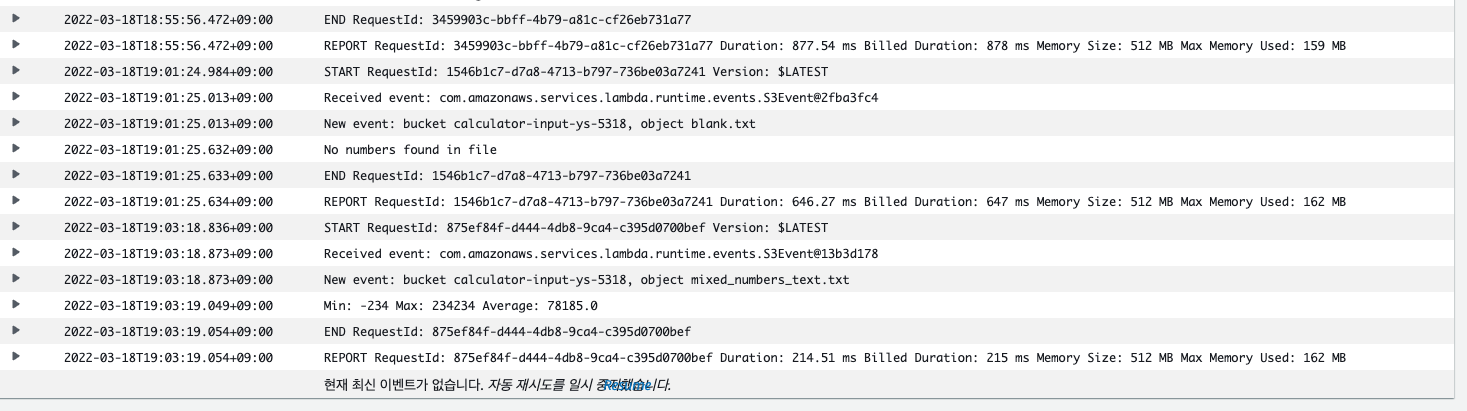 2022-03-18T18:55:56.472+09:00 END RequestId: 3459903c-bbff-4b79-a81c-cf26eb731a77
2022-03-18T18:55:56.472+09:00 REPORT RequestId: 3459903c-bbff-4b79-a81c-cf26eb731a77 Duration: 877.54 ms Billed Duration: 878 ms Memory Size: 512 MB Max Memory Used: 159 MB
2022-03-18T19:01:24.984+09:00 START RequestId: 1546b1c7-d7a8-4713-b797-736be03a7241 Version: $LATEST
2022-03-18T19:01:25.013+09:00 Received event: com.amazonaws.services.lambda.runtime.events.S3Event@2fba3fc4
2022-03-18T19:01:25.013+09:00 New event: bucket calculator-input-ys-5318, object blank.txt
2022-03-18T19:01:25.632+09:00 No numbers found in file
2022-03-18T19:01:25.633+09:00 END RequestId: 1546b1c7-d7a8-4713-b797-736be03a7241
2022-03-18T19:01:25.634+09:00 REPORT RequestId: 1546b1c7-d7a8-4713-b797-736be03a7241 Duration: 646.27 ms Billed Duration: 647 ms Memory Size: 512 MB Max Memory Used: 162 MB
2022-03-18T19:03:18.836+09:00 START RequestId: 875ef84f-d444-4db8-9ca4-c395d0700bef Version: $LATEST
2022-03-18T19:03:18.873+09:00 Received event: com.amazonaws.services.lambda.runtime.events.S3Event@13b3d178
2022-03-18T19:03:18.873+09:00 New event: bucket calculator-input-ys-5318, object mixed_numbers_text.txt
2022-03-18T19:03:19.049+09:00 Min: -234 Max: 234234 Average: 78185.0
2022-03-18T19:03:19.054+09:00 END RequestId: 875ef84f-d444-4db8-9ca4-c395d0700bef
2022-03-18T19:03:19.054+09:00 REPORT RequestId: 875ef84f-d444-4db8-9ca4-c395d0700bef Duration: 214.51 ms Billed Duration: 215 ms Memory Size: 512 MB Max Memory Used: 162 MB
현재 최신 이벤트가 없습니다. 자동 재시도를 일시 중지했습니다. Resume